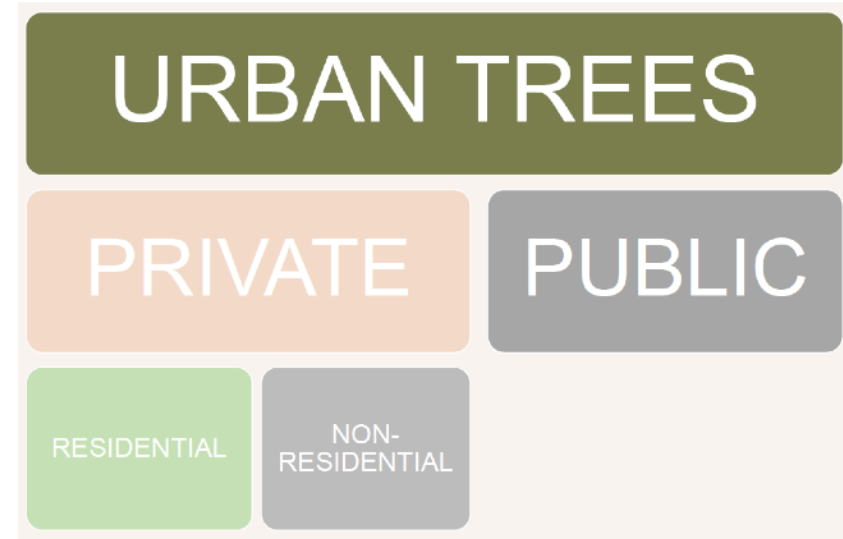 URBAN TREES
PRIVATE
PUBLIC
RESIDENTIAL
NON-
RESIDENTIAL